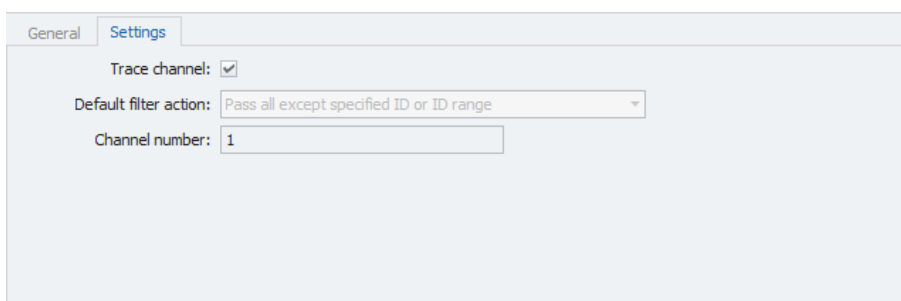 General Settings
Trace channel:
Default filter action: Pass all except specified ID or ID range
Channel number: 1